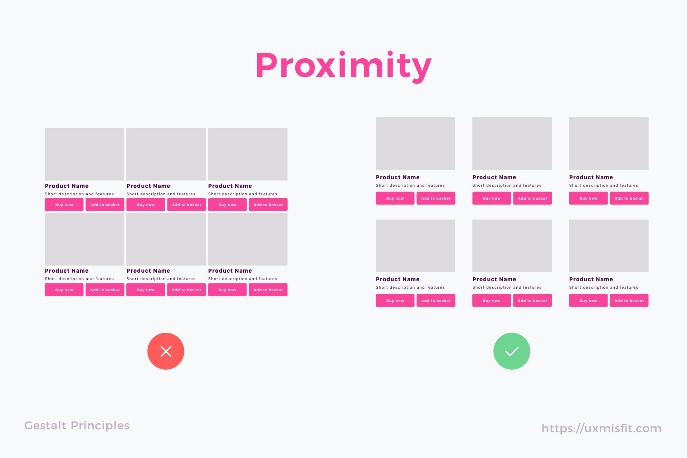 Proximity
Product Name Product Name Product Name
Short description and features Short description and features Short description and features
Buy now Add to basket Buy now Add to basket Buy now Add to basket
Product Name Product Name Product Name
Short description and features Short description and features Short description and features
Buy now Add to basket Buy now Add to basket Buy now Add to basket
Product Name Product Name Product Name
Short description and features Short description and features Short description and features
Buy now Add to basket Buy now Add to basket Buy now Add to basket
Product Name Product Name Product Name
Short description and features Short description and features Short description and features
Buy now Add to basket Buy now Add to basket Buy now Add to basket
Gestalt Principles
https://uxmisfit.com